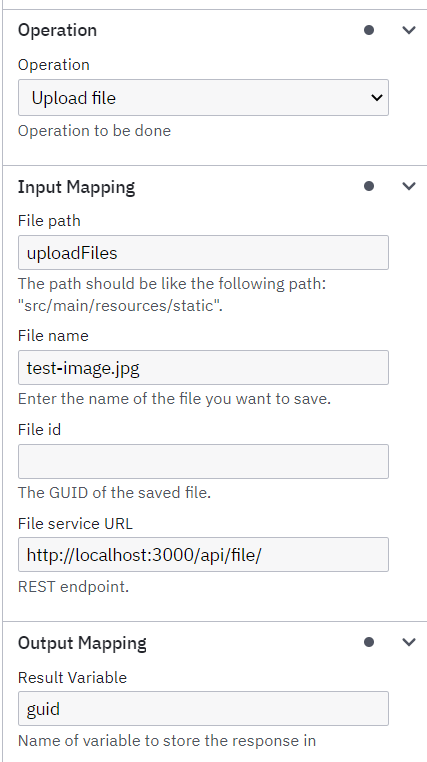 Operation
Operation
Upload file
Operation to be done
Input Mapping
File path
uploadFiles
The path should be like the following path:
"src/main/resources/static".
File name
test-image.jpg
Enter the name of the file you want to save.
File id
The GUID of the saved file.
File service URL
http://localhost:3000/api/file/
REST endpoint.
Output Mapping
Result Variable
guid
Name of variable to store the response in